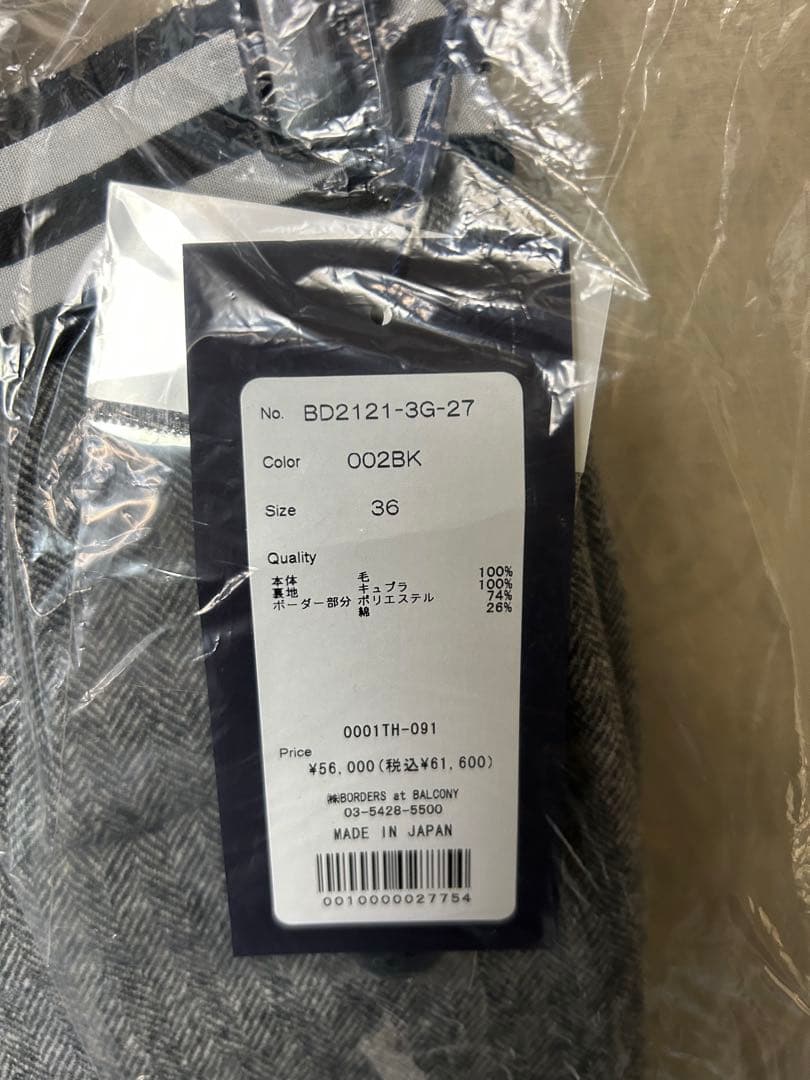 No. BD2121-3G-27
Color 002BK
Size 36
Quality
本体 毛 100%
裏地 キュプラ 100%
ボーダー部分 ポリエステル 74%
綿 26%
0001TH-091
Price
¥56,000(税込¥61,600)
㈱BORDERS at BALCONY
03-5428-5500
MADE IN JAPAN
0010000027754